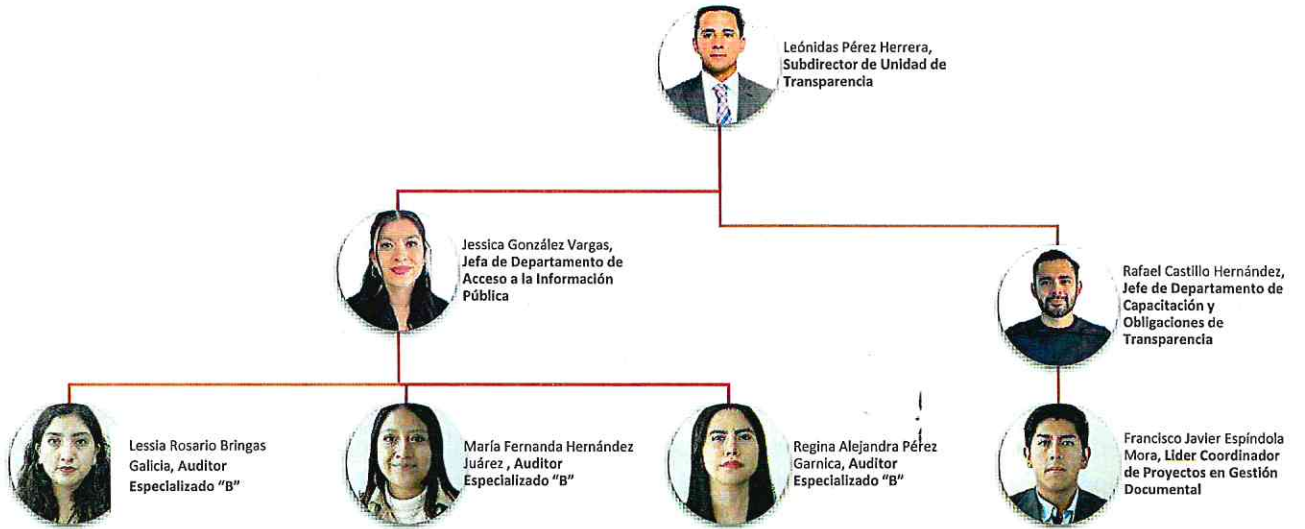 Leónidas Pérez Herrera,
Subdirector de Unidad de
Transparencia
Jessica González Vargas,
Jefa de Departamento de
Acceso a la Información
Pública
Rafael Castillo Hernández,
Jefe de Departamento de
Capacitación y
Obligaciones de
Transparencia
Lessia Rosario Bringas
Galicia, Auditor
Especializado "B"
María Fernanda Hernández
Juárez , Auditor
Especializado "B"
Regina Alejandra Pérez
Garnica, Auditor
Especializado "B"
Francisco Javier Espíndola
Mora, Lider Coordinador
de Proyectos en Gestión
Documental